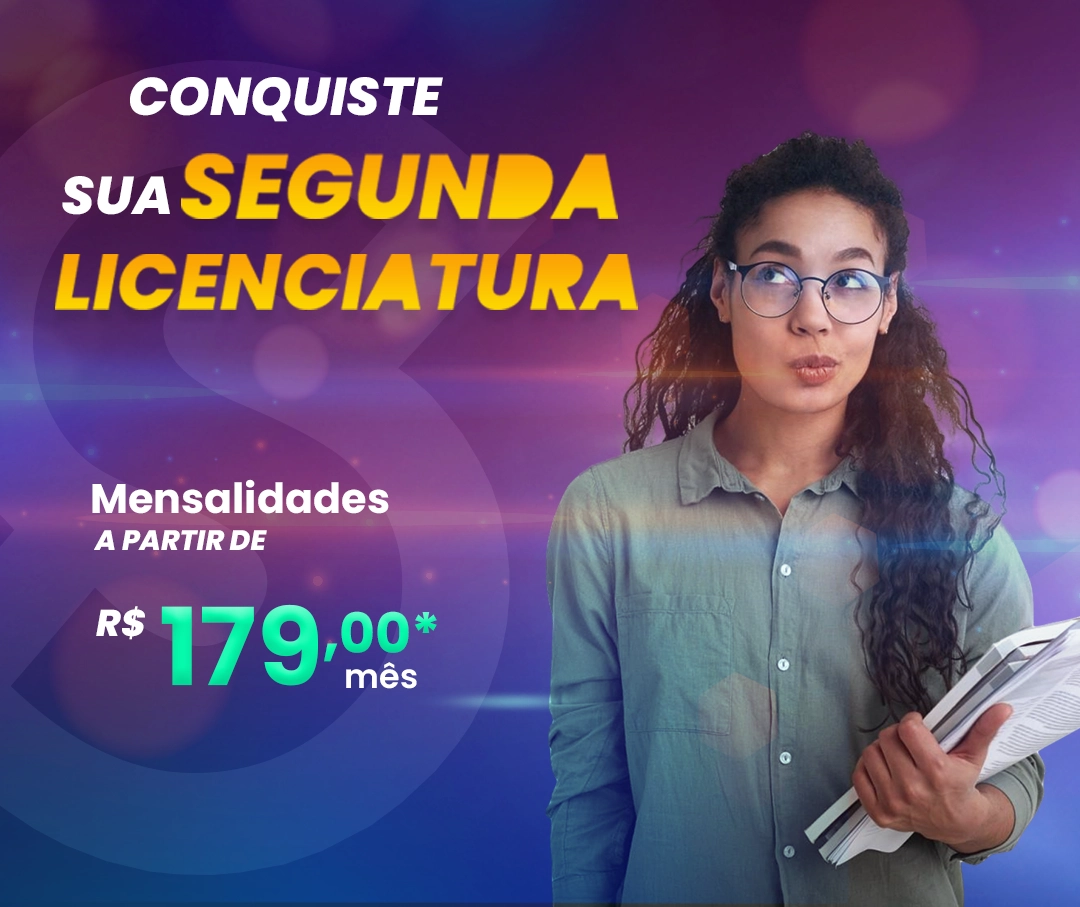 CONQUISTE
SUA SEGUNDA
LICENCIATURA
Mensalidades
A PARTIR DE
R$ 179,00*
mês